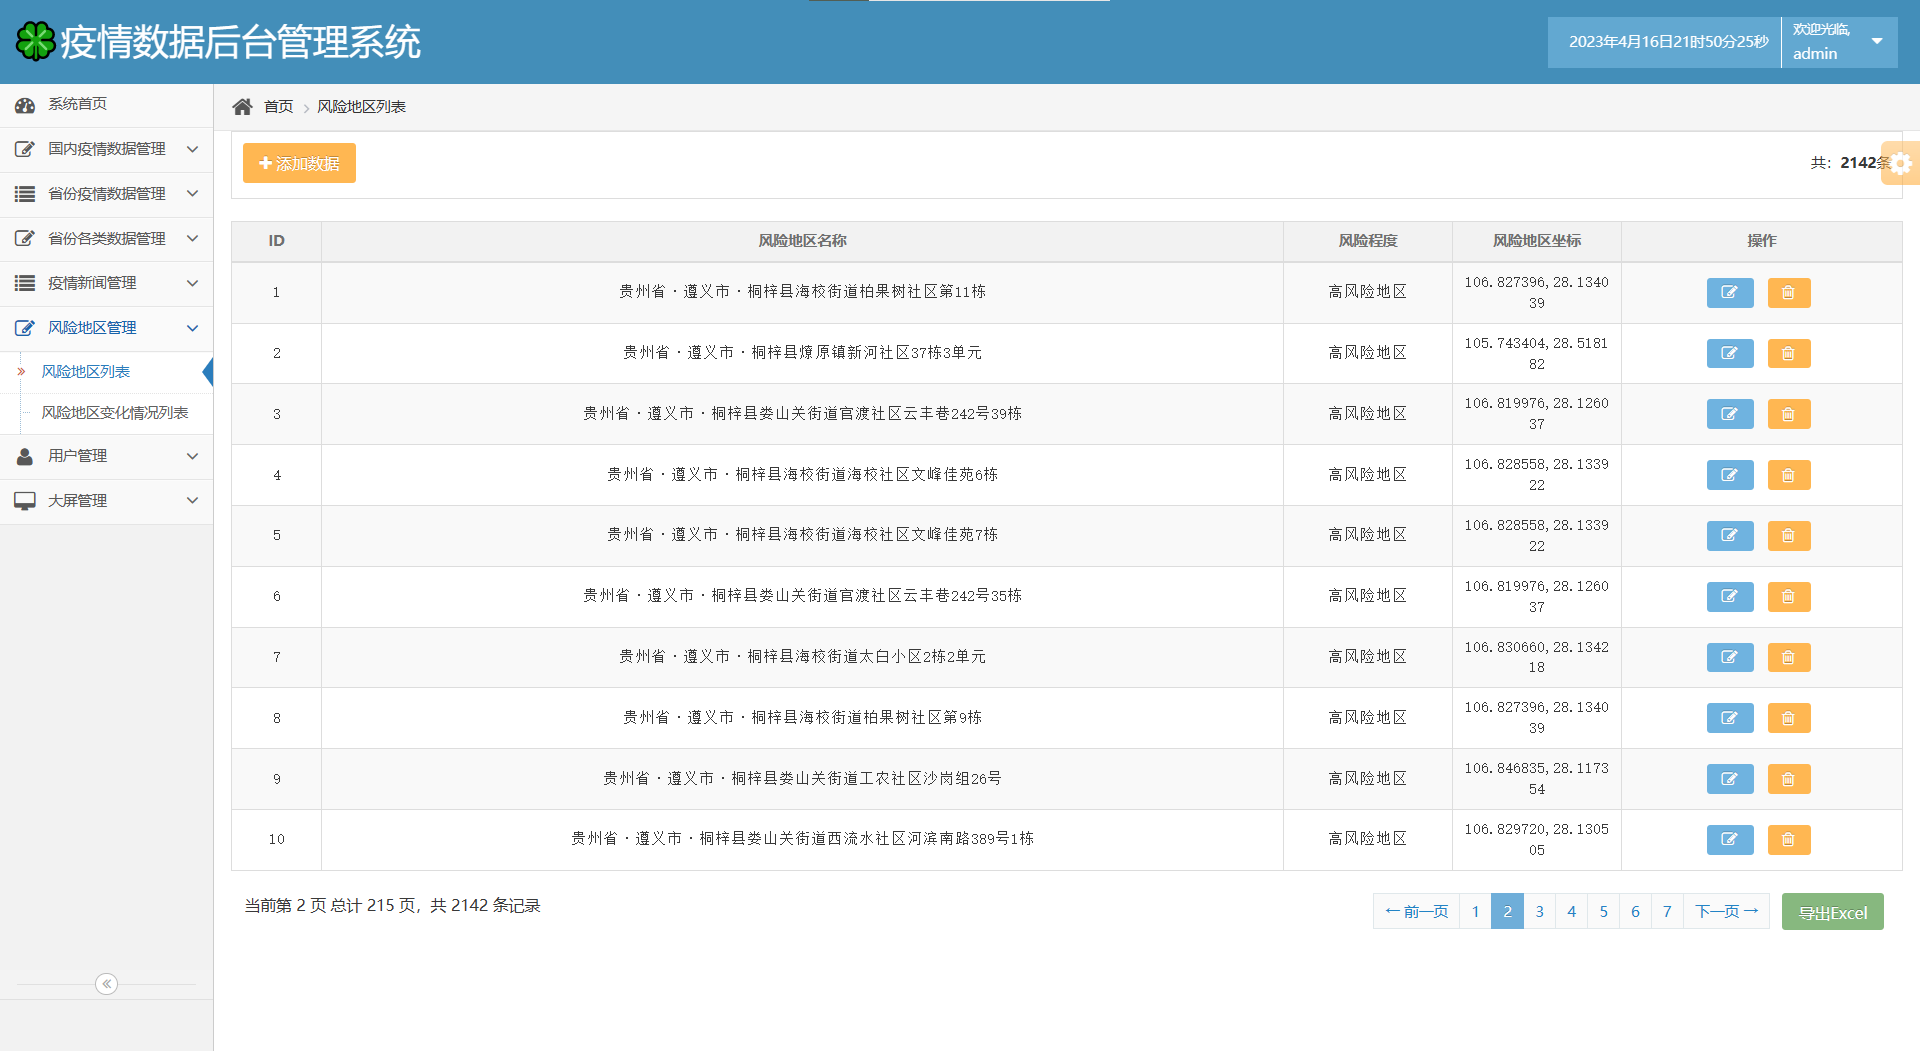 疫情数据后台管理系统
2023年4月16日21时50分25秒
欢迎光临,
admin
系统首页
国内疫情数据管理
省份疫情数据管理
省份各类数据管理
疫情新闻管理
风险地区管理
风险地区列表
风险地区变化情况列表
用户管理
大屏管理
首页 > 风险地区列表
添加数据
共：2142条
ID 风险地区名称 风险程度 风险地区坐标 操作
1 贵州省·遵义市·桐梓县海校街道柏果树社区第11栋 高风险地区 106.827396,28.1340
39
2 贵州省·遵义市·桐梓县燎原镇新河社区37栋3单元 高风险地区 105.743404,28.5181
82
3 贵州省·遵义市·桐梓县娄山关街道官渡社区云丰巷242号39栋 高风险地区 106.819976,28.1260
37
4 贵州省·遵义市·桐梓县海校街道海校社区文峰佳苑6栋 高风险地区 106.828558,28.1339
22
5 贵州省·遵义市·桐梓县海校街道海校社区文峰佳苑7栋 高风险地区 106.828558,28.1339
22
6 贵州省·遵义市·桐梓县娄山关街道官渡社区云丰巷242号35栋 高风险地区 106.819976,28.1260
37
7 贵州省·遵义市·桐梓县海校街道太白小区2栋2单元 高风险地区 106.830660,28.1342
18
8 贵州省·遵义市·桐梓县海校街道柏果树社区第9栋 高风险地区 106.827396,28.1340
39
9 贵州省·遵义市·桐梓县娄山关街道工农社区沙岗组26号 高风险地区 106.846835,28.1173
54
10 贵州省·遵义市·桐梓县娄山关街道西流水社区河滨南路389号1栋 高风险地区 106.829720,28.1305
05
当前第 2 页 总计 215 页，共 2142 条记录
←前一页 1 2 3 4 5 6 7 下一页→
导出Excel